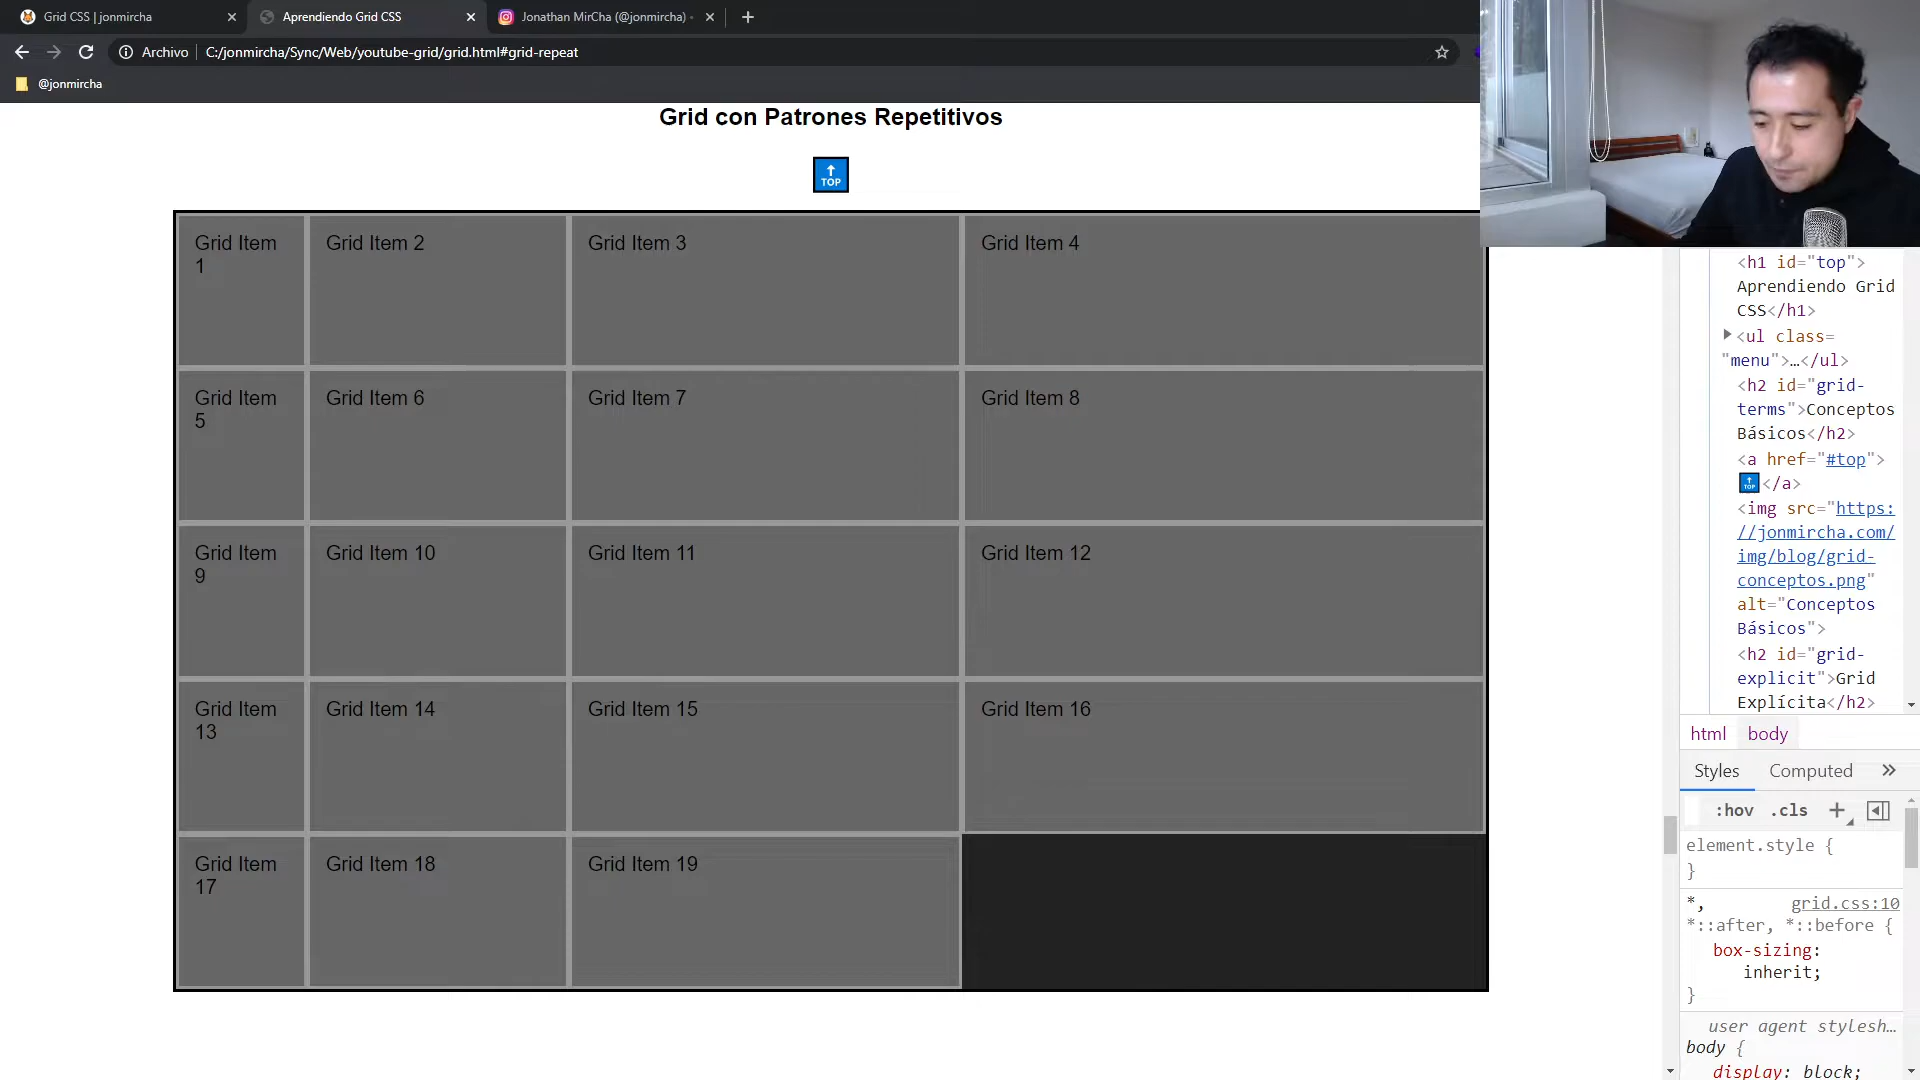 Grid CSS | jonmircha
Aprendiendo Grid CSS
Jonathan MirCha (@jonmircha) ·
Archivo
C:/jonmircha/Sync/Web/youtube-grid/grid.html#grid-repeat
@jonmircha
Grid con Patrones Repetitivos
TOP
Grid Item
1
Grid Item 2
Grid Item 3
Grid Item 4
Grid Item
5
Grid Item 6
Grid Item 7
Grid Item 8
Grid Item
9
Grid Item 10
Grid Item 11
Grid Item 12
Grid Item
13
Grid Item 14
Grid Item 15
Grid Item 16
Grid Item
17
Grid Item 18
Grid Item 19
<h1 id="top">
Aprendiendo Grid
CSS</h1>
<ul class=
"menu">…</ul>
<h2 id="grid-
terms">Conceptos
Básicos</h2>
<a href="#top">
TOP</a>
<img src="https:
//jonmircha.com/
img/blog/grid-
conceptos.png"
alt="Conceptos
Básicos">
<h2 id="grid-
explicit">Grid
Explícita</h2>
html body
Styles Computed »
:hov .cls +
element.style {
}
*, grid.css:10
*::after, *::before {
box-sizing:
inherit;
}
user agent stylesh…
body {
display: block;